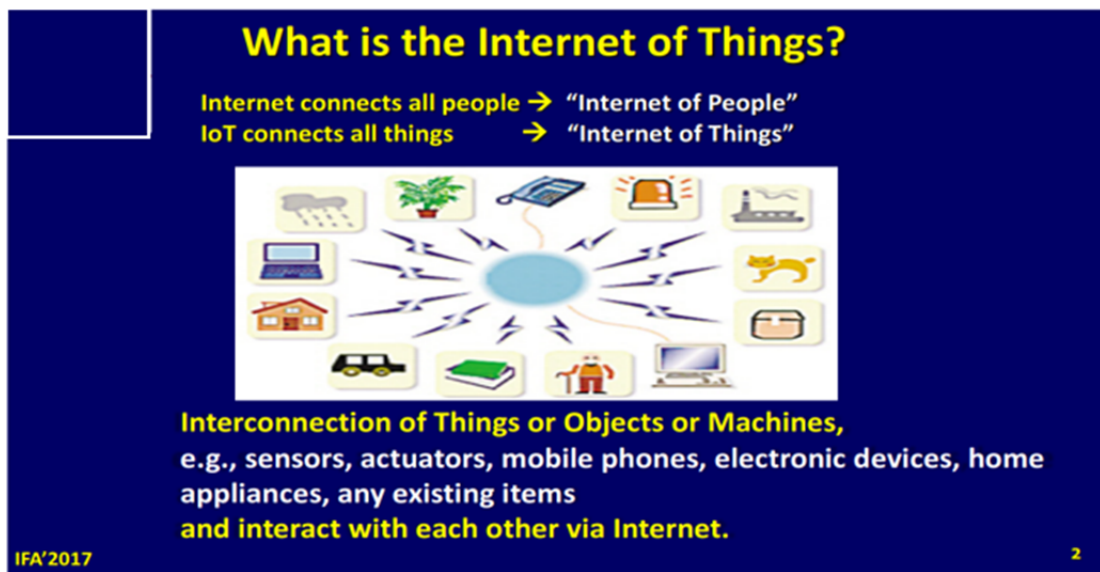 What is the Internet of Things?
Internet connects all people → “Internet of People”
IoT connects all things → “Internet of Things”
Interconnection of Things or Objects or Machines,
e.g., sensors, actuators, mobile phones, electronic devices, home
appliances, any existing items
and interact with each other via Internet.
IFA’2017
2